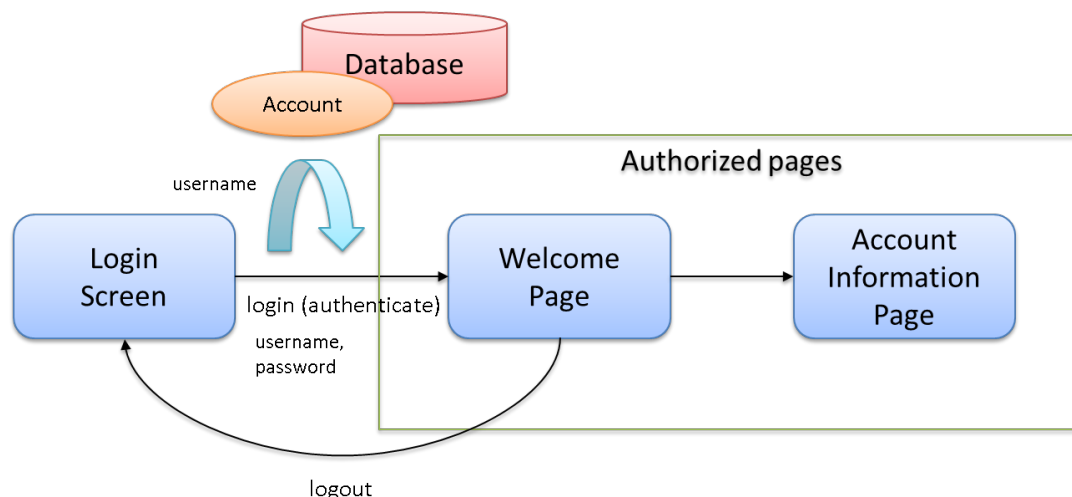 Database
Account
Authorized pages
username
Login
Screen
Welcome
Page
Account
Information
Page
login (authenticate)
username,
password
logout